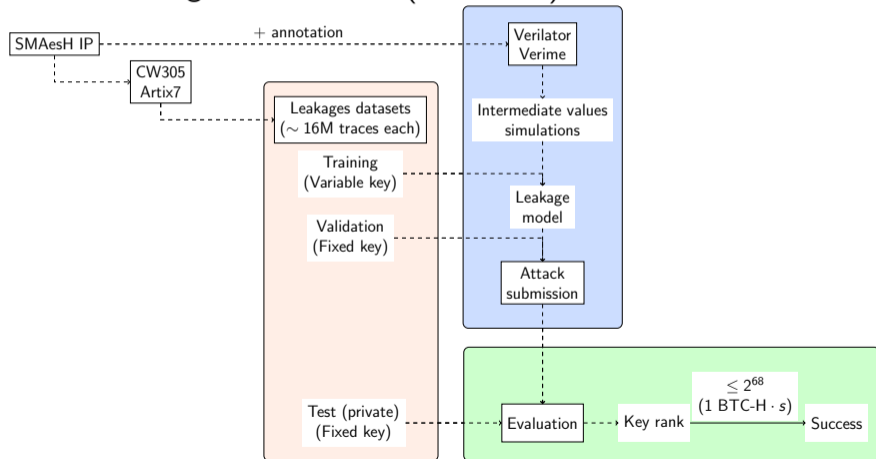 + annotation
SMAesH IP
Verilator
Verime
CW305
Artix7
Leakages datasets
(∼ 16M traces each)
Intermediate values
simulations
Training
(Variable key)
Leakage
model
Validation
(Fixed key)
Attack
submission
≤ 2^68
(1 BTC-H · s)
Test (private)
(Fixed key)
Evaluation
Key rank
Success